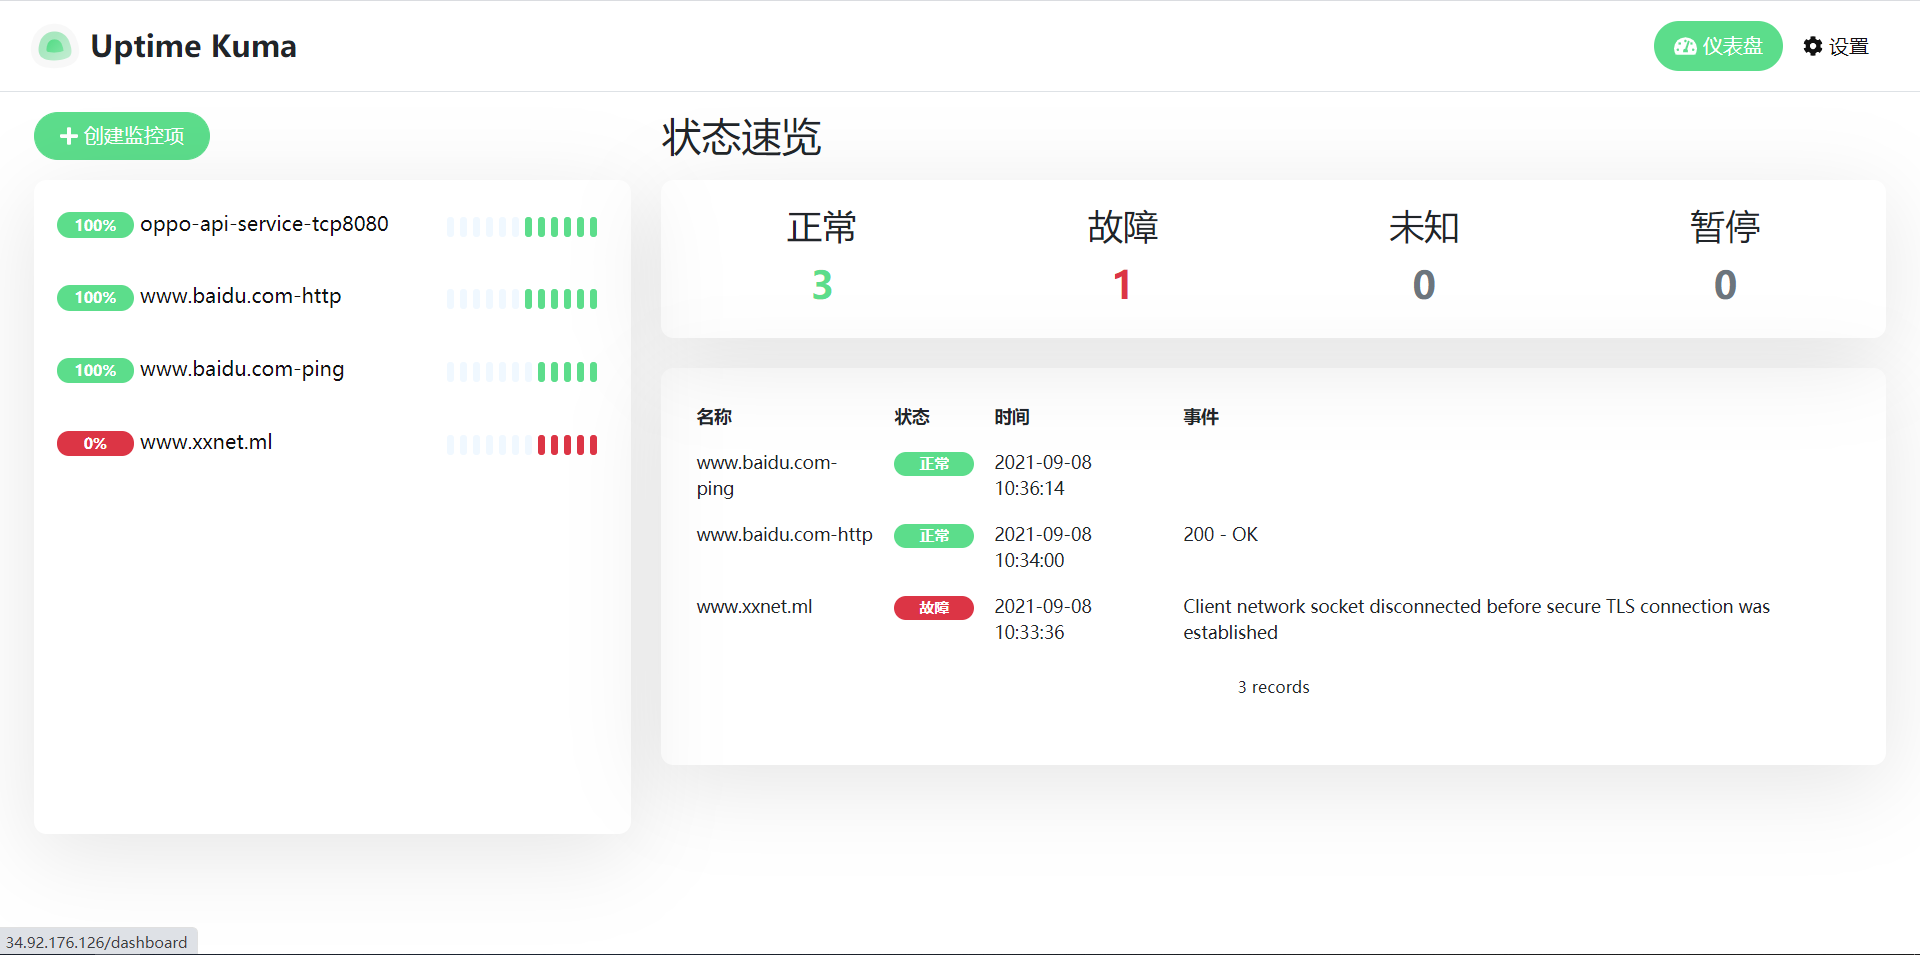 Uptime Kuma
仪表盘
设置
创建监控项
100% oppo-api-service-tcp8080
100% www.baidu.com-http
100% www.baidu.com-ping
0% www.xxnet.ml
状态速览
正常 故障 未知 暂停
3 1 0 0
名称 状态 时间 事件
www.baidu.com- 正常 2021-09-08
ping 10:36:14
www.baidu.com-http 正常 2021-09-08 200 - OK
10:34:00
www.xxnet.ml 故障 2021-09-08 Client network socket disconnected before secure TLS connection was
10:33:36 established
3 records
34.92.176.126/dashboard